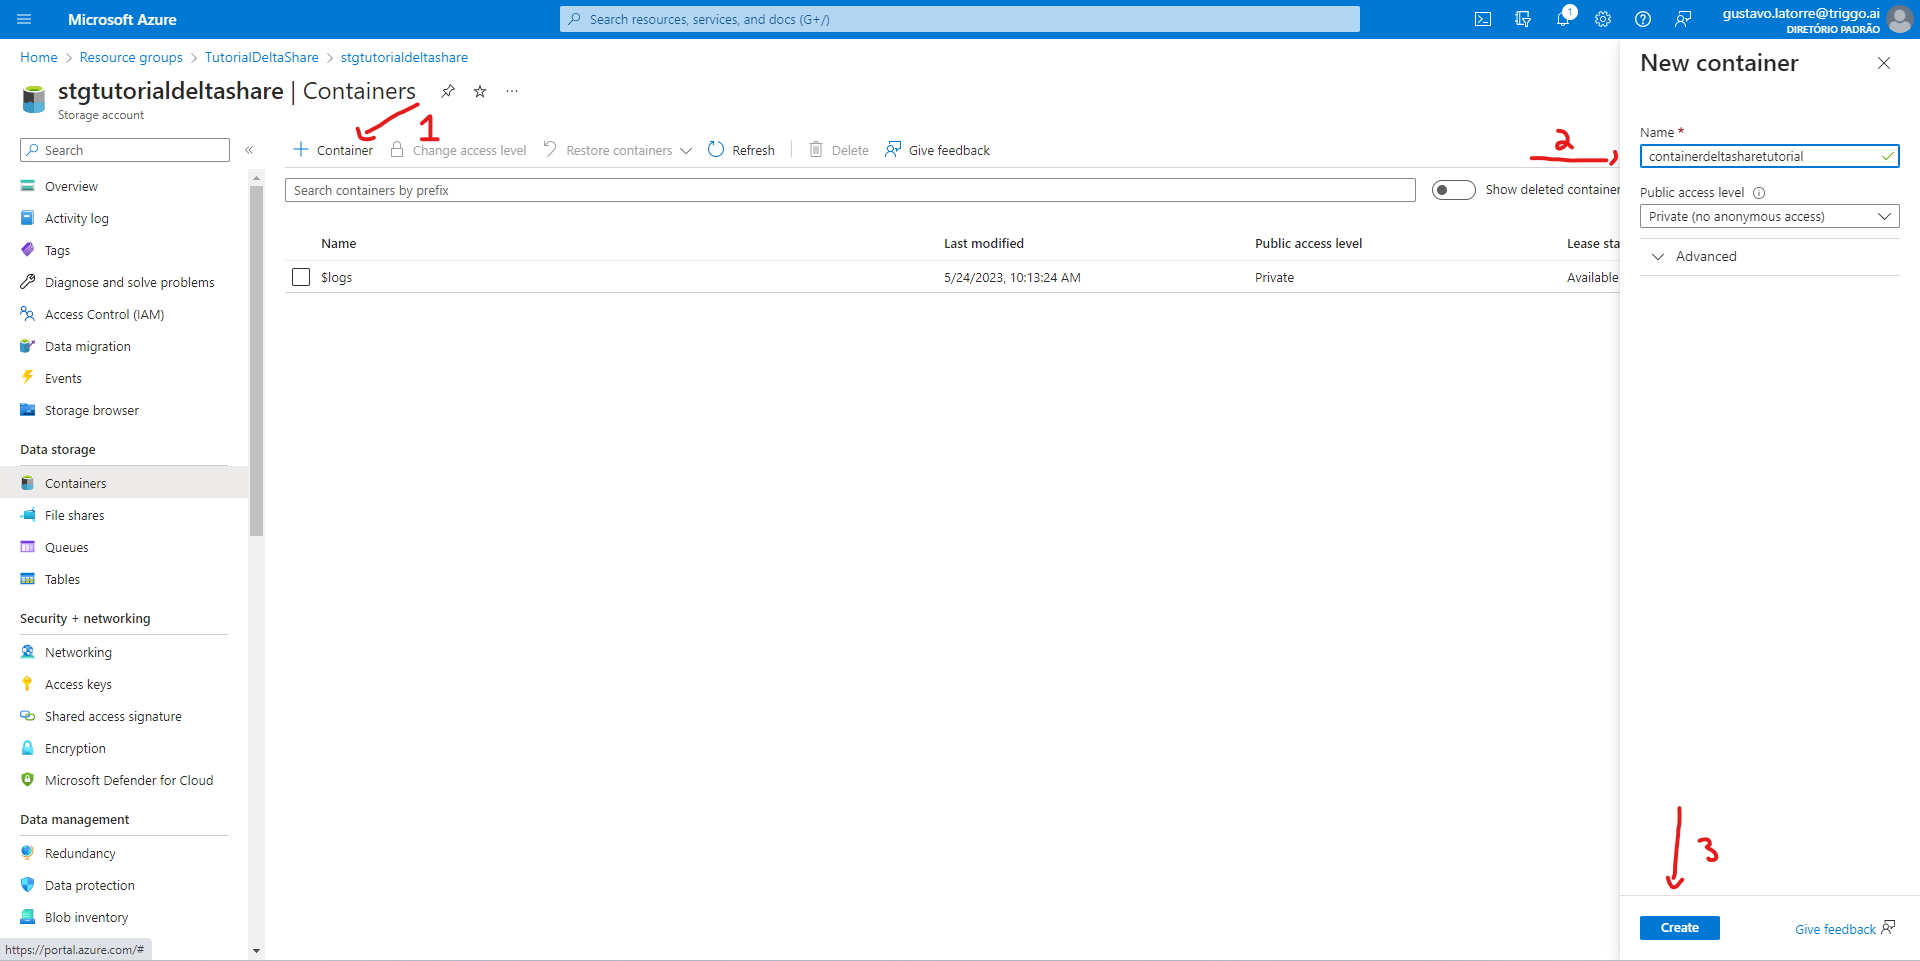 Microsoft Azure
Search resources, services, and docs (G+/)
1
gustavo.latorre@triggo.ai
DIRETÓRIO PADRÃO
Home > Resource groups > TutorialDeltaShare > stgtutorialdeltashare
stgtutorialdeltashare | Containers
Storage account
Search
«
Overview
Activity log
Tags
Diagnose and solve problems
Access Control (IAM)
Data migration
Events
Storage browser
Data storage
Containers
File shares
Queues
Tables
Security + networking
Networking
Access keys
Shared access signature
Encryption
Microsoft Defender for Cloud
Data management
Redundancy
Data protection
Blob inventory
https://portal.azure.com/#
1
+ Container Change access level Restore containers Refresh Delete Give feedback
Search containers by prefix
Show deleted container
Name Last modified Public access level Lease sta
$logs 5/24/2023, 10:13:24 AM Private Available
2
New container
Name *
containerdeltasharetutorial
Public access level
Private (no anonymous access)
Advanced
3
Create
Give feedback